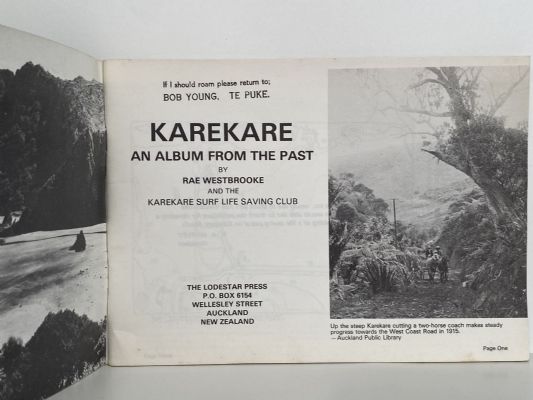 If I should roam please return to;
BOB YOUNG. TE PUKE.
KAREKARE
AN ALBUM FROM THE PAST
BY
RAE WESTBROOKE
AND THE
KAREKARE SURF LIFE SAVING CLUB
THE LODESTAR PRESS
P.O. BOX 6154
WELLESLEY STREET
AUCKLAND
NEW ZEALAND
Up the steep Karekare cutting a two-horse coach makes steady
progress towards the West Coast Road in 1915.
— Auckland Public Library
Page One